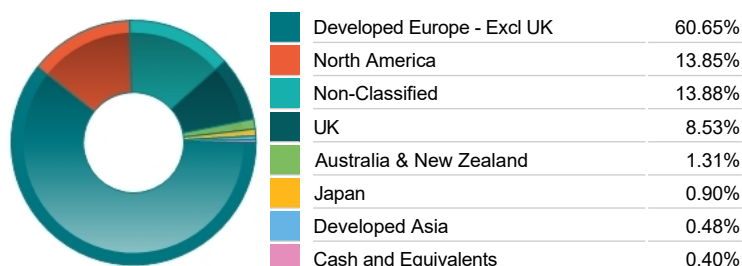 Developed Europe - Excl UK 60.65%
North America 13.85%
Non-Classified 13.88%
UK 8.53%
Australia & New Zealand 1.31%
Japan 0.90%
Developed Asia 0.48%
Cash and Equivalents 0.40%